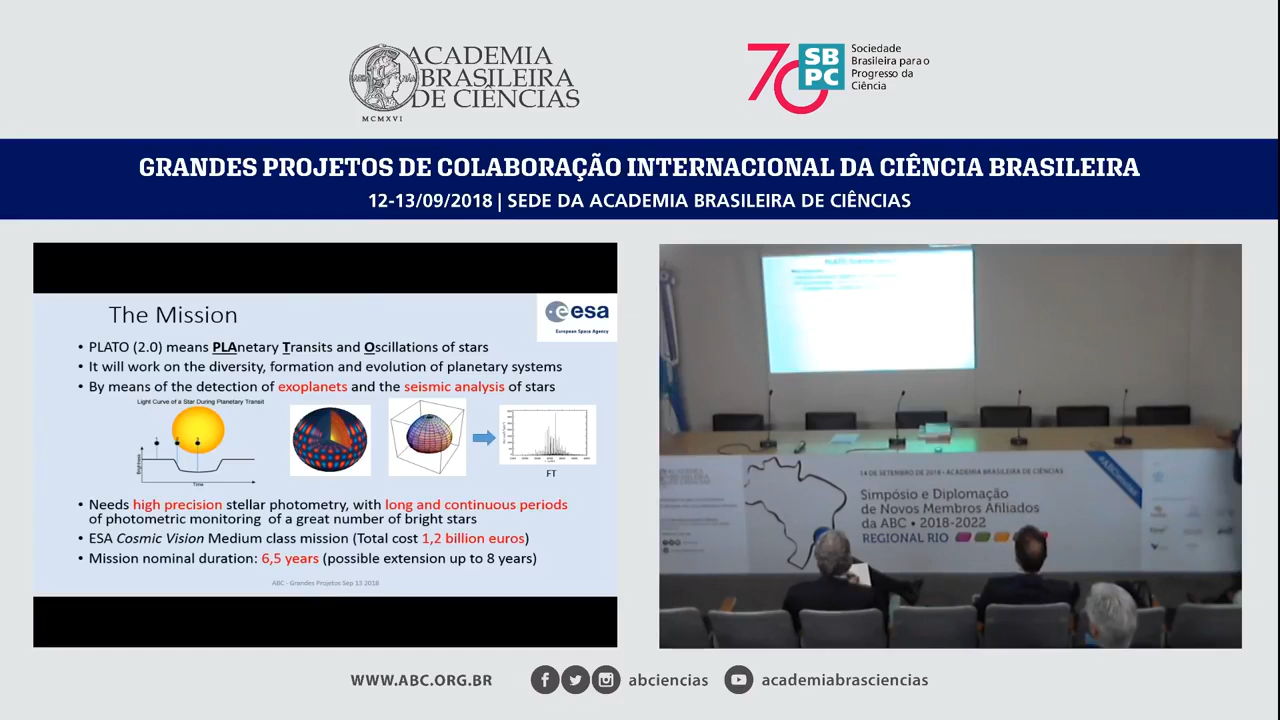 ACADEMIA
BRASILEIRA
DE CIÊNCIAS
MCMXVI
70
SB
PC
Sociedade
Brasileira para o
Progresso da
Ciência
GRANDES PROJETOS DE COLABORAÇÃO INTERNACIONAL DA CIÊNCIA BRASILEIRA
12-13/09/2018 | SEDE DA ACADEMIA BRASILEIRA DE CIÊNCIAS
The Mission
esa
European Space Agency
• PLATO (2.0) means PLAnetary Transits and Oscillations of stars
• It will work on the diversity, formation and evolution of planetary systems
• By means of the detection of exoplanets and the seismic analysis of stars
Light Curve of a Star During Planetary Transit
Brightness
Time
FT
• Needs high precision stellar photometry, with long and continuous periods
of photometric monitoring of a great number of bright stars
• ESA Cosmic Vision Medium class mission (Total cost 1,2 billion euros)
• Mission nominal duration: 6,5 years (possible extension up to 8 years)
ABC - Grandes Projetos Sep 13 2018
14 DE SETEMBRO DE 2018 • ACADEMIA BRASILEIRA DE CIÊNCIAS
Simpósio e Diplomação
de Novos Membros Afiliados
da ABC • 2018-2022
REGIONAL RIO
WWW.ABC.ORG.BR
abciencias
academiabrasciencias